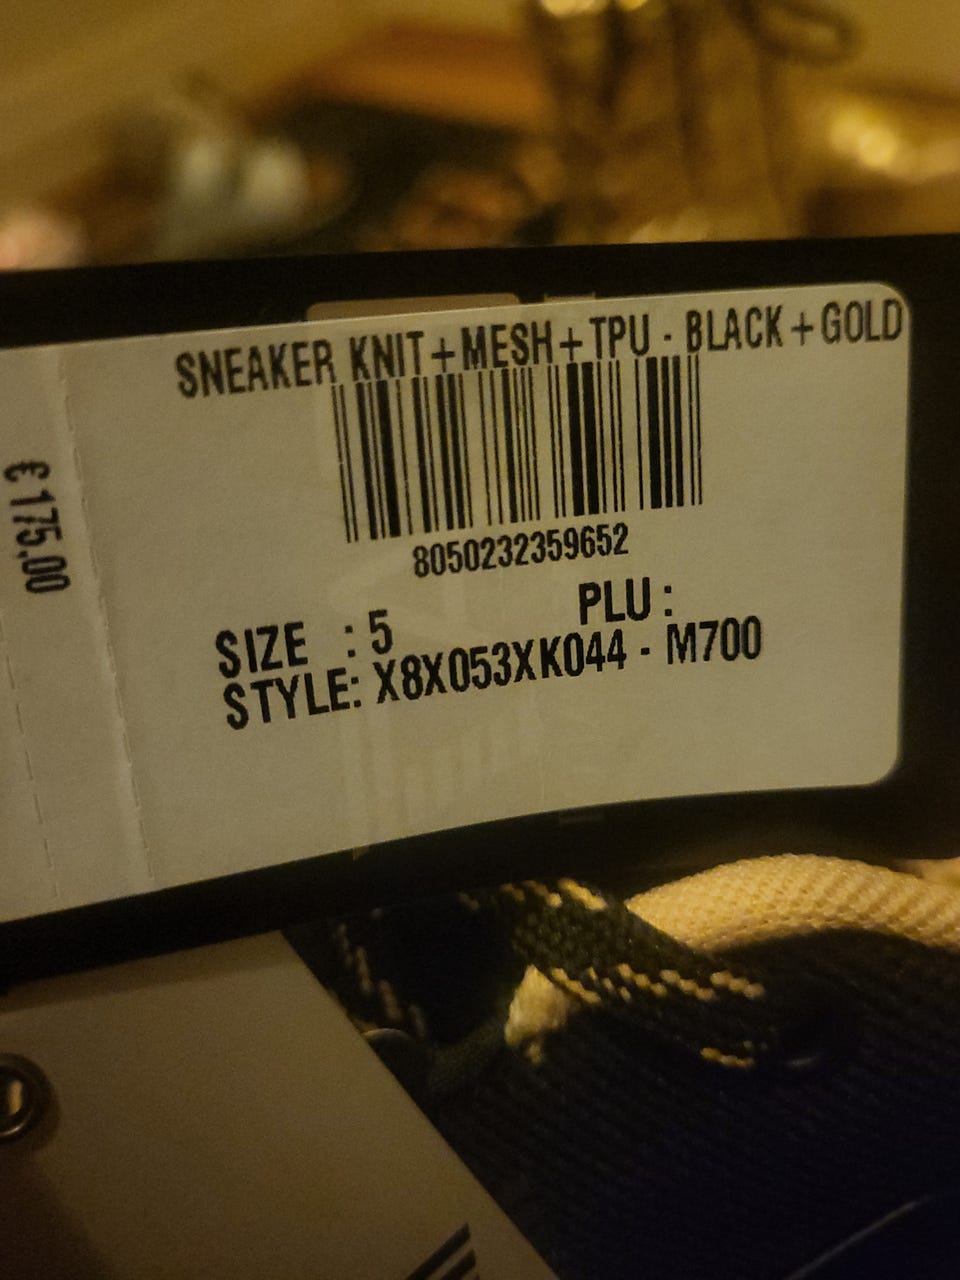 SNEAKER KNIT+MESH+TPU - BLACK+GOLD
8050232359652
SIZE : 5 PLU :
STYLE: X8X053XK044 - M700
€ 175.00